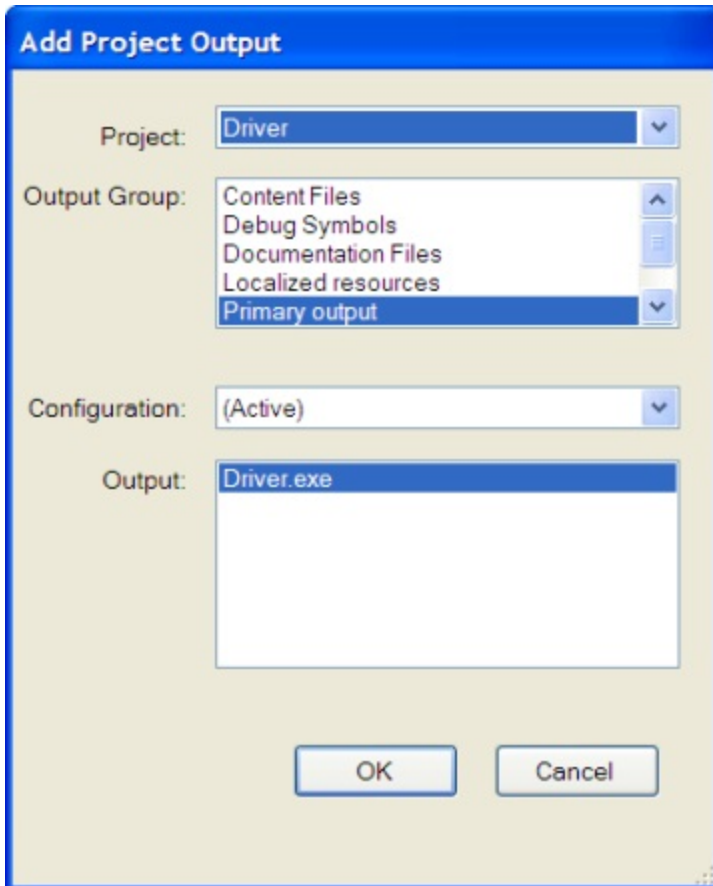 Add Project Output
Project: Driver
Output Group: Content Files
Debug Symbols
Documentation Files
Localized resources
Primary output
Configuration: (Active)
Output: Driver.exe
OK Cancel